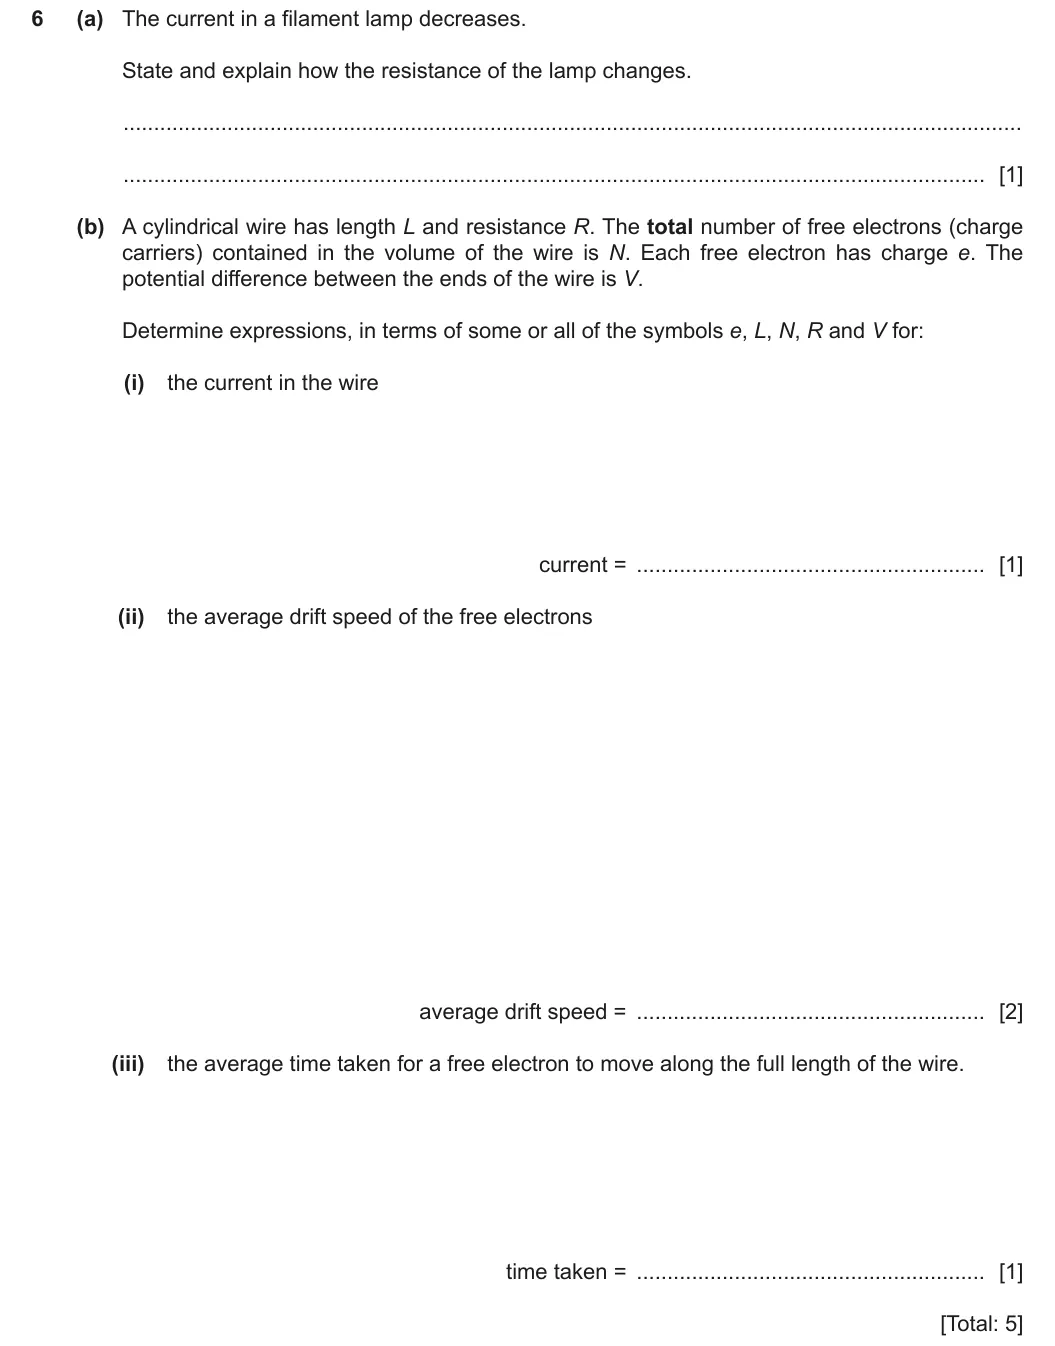 6 (a) The current in a filament lamp decreases.
State and explain how the resistance of the lamp changes.
..........................................................................................................................................................
.................................................................................................................................................... [1]
(b) A cylindrical wire has length L and resistance R. The total number of free electrons (charge
carriers) contained in the volume of the wire is N. Each free electron has charge e. The
potential difference between the ends of the wire is V.
Determine expressions, in terms of some or all of the symbols e, L, N, R and V for:
(i) the current in the wire
current = ......................................................... [1]
(ii) the average drift speed of the free electrons
average drift speed = ......................................................... [2]
(iii) the average time taken for a free electron to move along the full length of the wire.
time taken = ......................................................... [1]
[Total: 5]